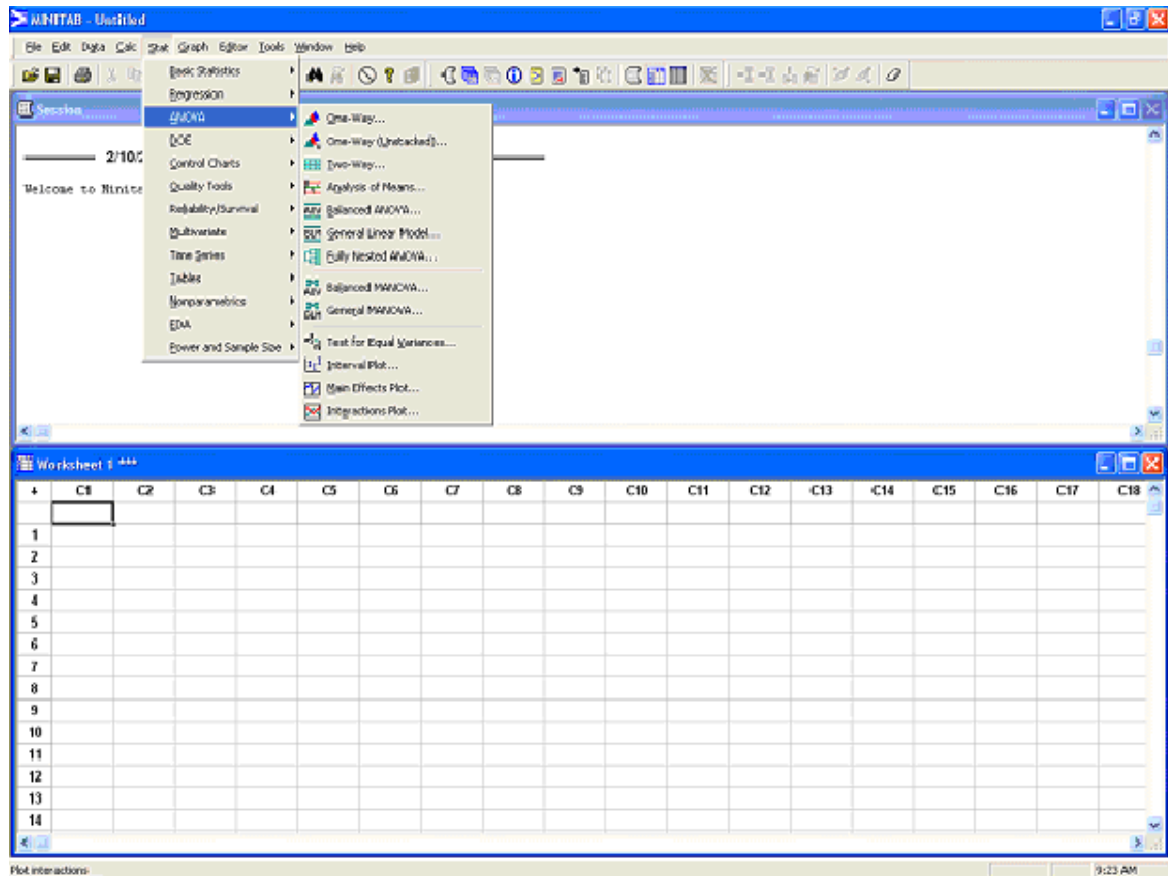 MINITAB - Untitled
File Edit Data Calc Stat Graph Editor Tools Window Help
Basic Statistics
Regression
ANOVA
DOE
Control Charts
Quality Tools
Reliability/Survival
Multivariate
Time Series
Tables
Nonparametrics
EDA
Power and Sample Size
One-Way...
One-Way (Unstacked)...
Two-Way...
Analysis of Means...
Balanced ANOVA...
General Linear Model...
Fully Nested ANOVA...
Balanced MANOVA...
General MANOVA...
Test for Equal Variances...
Interval Plot...
Main Effects Plot...
Interactions Plot...
Session
2/10/
Welcome to Minita
Worksheet 1 ***
C1 C2 C3 C4 C5 C6 C7 C8 C9 C10 C11 C12 C13 C14 C15 C16 C17 C18
1
2
3
4
5
6
7
8
9
10
11
12
13
14
Plot interactions
9:23 AM